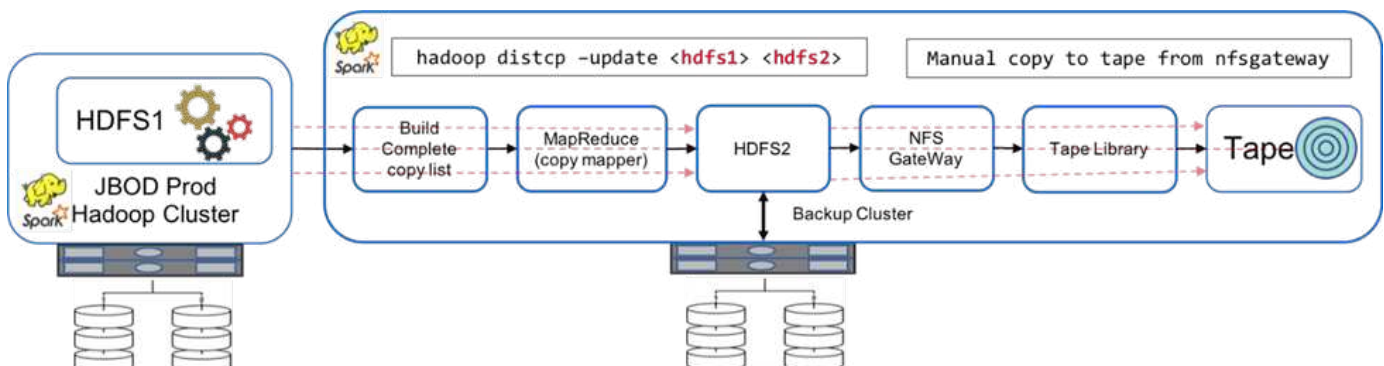 Spark
hadoop distcp –update <hdfs1> <hdfs2>
Manual copy to tape from nfsgateway
HDFS1
Build
Complete
copy list
MapReduce
(copy mapper)
HDFS2
NFS
GateWay
Tape Library
Tape
JBOD Prod
Hadoop Cluster
Spark
Backup Cluster